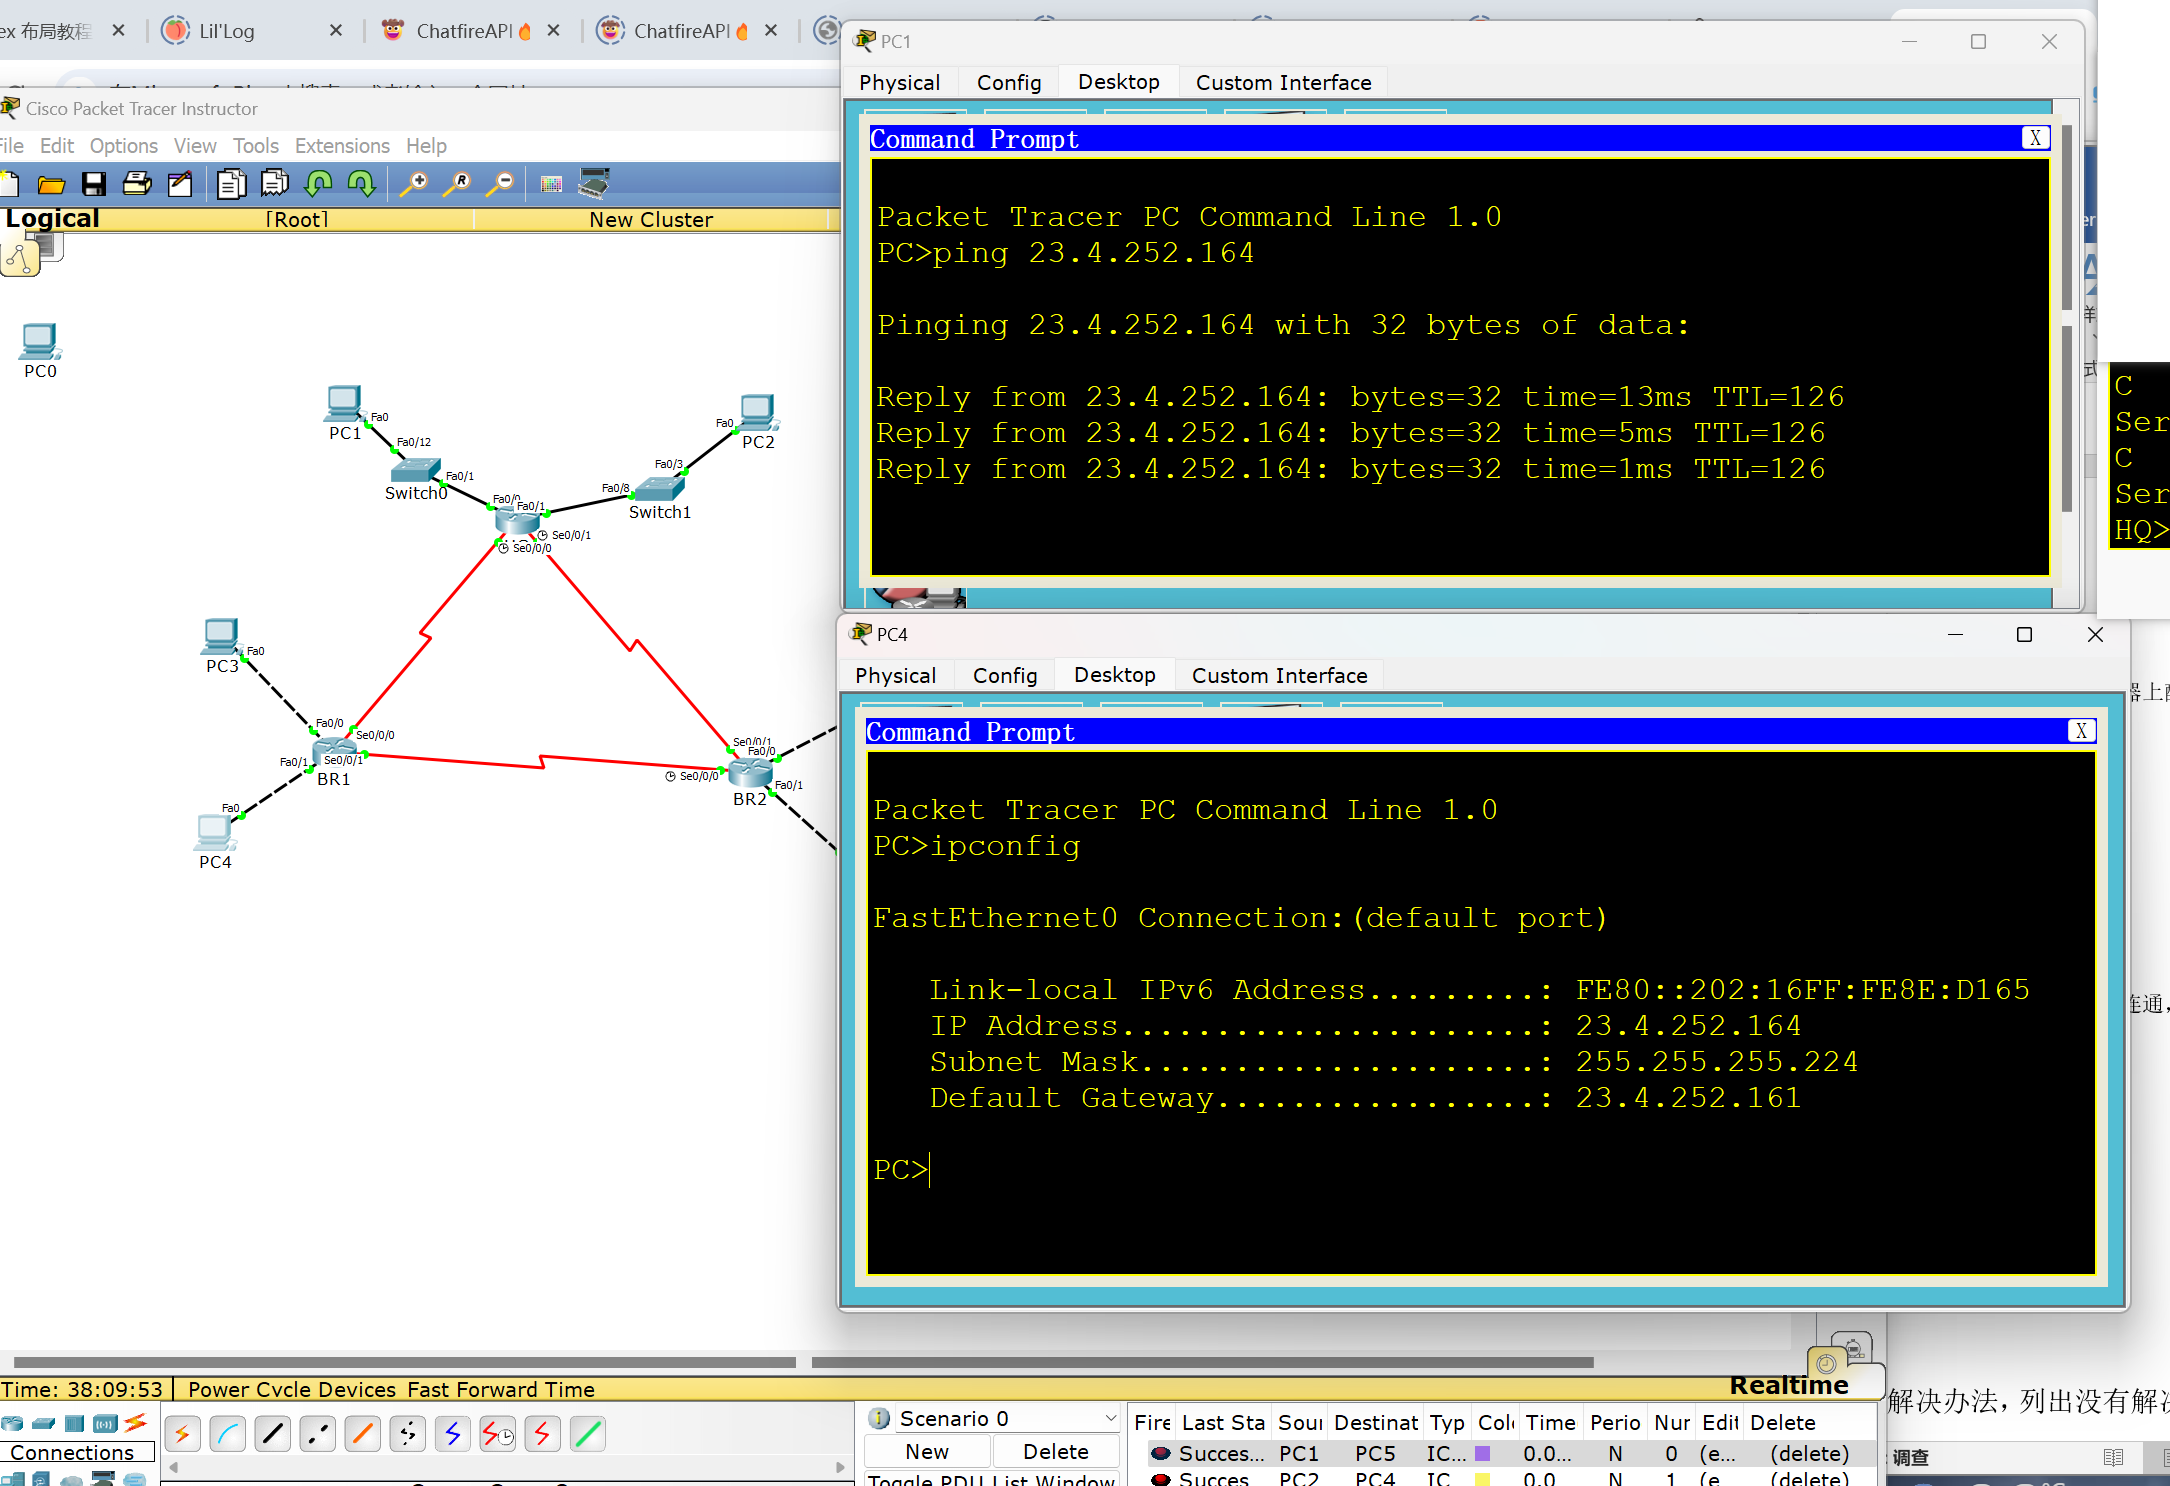 ex 布局教程
Lil'Log
ChatfireAPI
ChatfireAPI
Cisco Packet Tracer Instructor
File Edit Options View Tools Extensions Help
Logical
[Root]
New Cluster
PC0
PC1
Fa0
Fa0/12
Switch0
Fa0/1
Fa0
PC2
Fa0/3
Fa0/8
Switch1
Fa0/1
Se0/0/1
Se0/0/0
PC3
Fa0
Fa0/0
Se0/0/0
Fa0/1
Se0/0/1
BR1
Fa0
PC4
Se0/0/1
Fa0/0
Se0/0/0
Fa0/1
BR2
PC1
Physical Config Desktop Custom Interface
Command Prompt
X
Packet Tracer PC Command Line 1.0
PC>ping 23.4.252.164
Pinging 23.4.252.164 with 32 bytes of data:
Reply from 23.4.252.164: bytes=32 time=13ms TTL=126
Reply from 23.4.252.164: bytes=32 time=5ms TTL=126
Reply from 23.4.252.164: bytes=32 time=1ms TTL=126
C
Ser
C
Ser
HQ>
PC4
Physical Config Desktop Custom Interface
Command Prompt
X
Packet Tracer PC Command Line 1.0
PC>ipconfig
FastEthernet0 Connection:(default port)
Link-local IPv6 Address.........: FE80::202:16FF:FE8E:D165
IP Address......................: 23.4.252.164
Subnet Mask.....................: 255.255.255.224
Default Gateway.................: 23.4.252.161
PC>
器上
连通，
解决办法，列出没有解决
调查
Time: 38:09:53
Power Cycle Devices Fast Forward Time
Realtime
Connections
Scenario 0
New
Delete
Toggle PDU List Window
Fire Last Sta Sour Destinat Typ Colo Time Perio Nur Edit Delete
Succes... PC1 PC5 IC... 0.0... N 0 (e... (delete)
Succes PC2 PC4 IC 0.0 N 1 (e (delete)